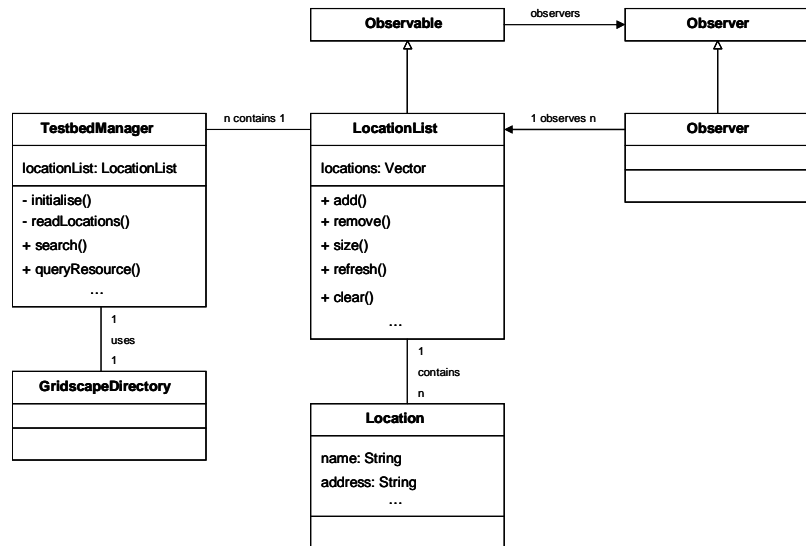 Observable
observers
Observer
TestbedManager
locationList: LocationList
- initialise()
- readLocations()
+ search()
+ queryResource()
...
n contains 1
LocationList
locations: Vector
+ add()
+ remove()
+ size()
+ refresh()
+ clear()
...
1 observes n
Observer
1
uses
1
GridscapeDirectory
1
contains
n
Location
name: String
address: String
...